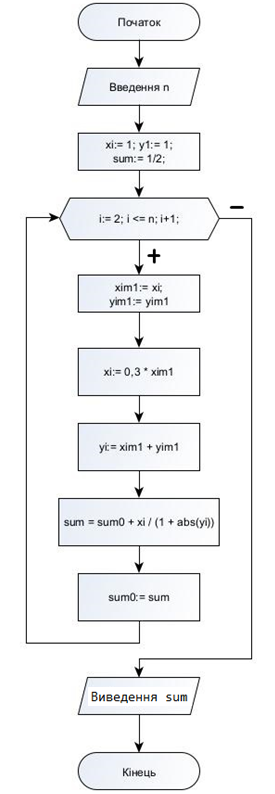 Початок
Введення n
xi:= 1; y1:= 1;
sum:= 1/2;
i:= 2; i <= n; i+1;
−
+
xim1:= xi;
yim1:= yim1
xi:= 0,3 * xim1
yi:= xim1 + yim1
sum = sum0 + xi / (1 + abs(yi))
sum0:= sum
Виведення sum
Кінець